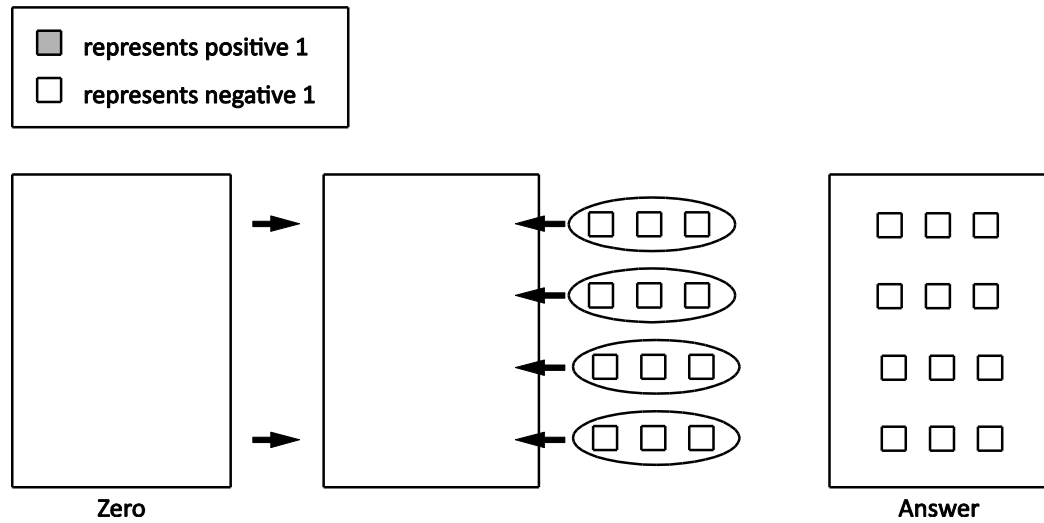 represents positive 1
represents negative 1
Zero
Answer